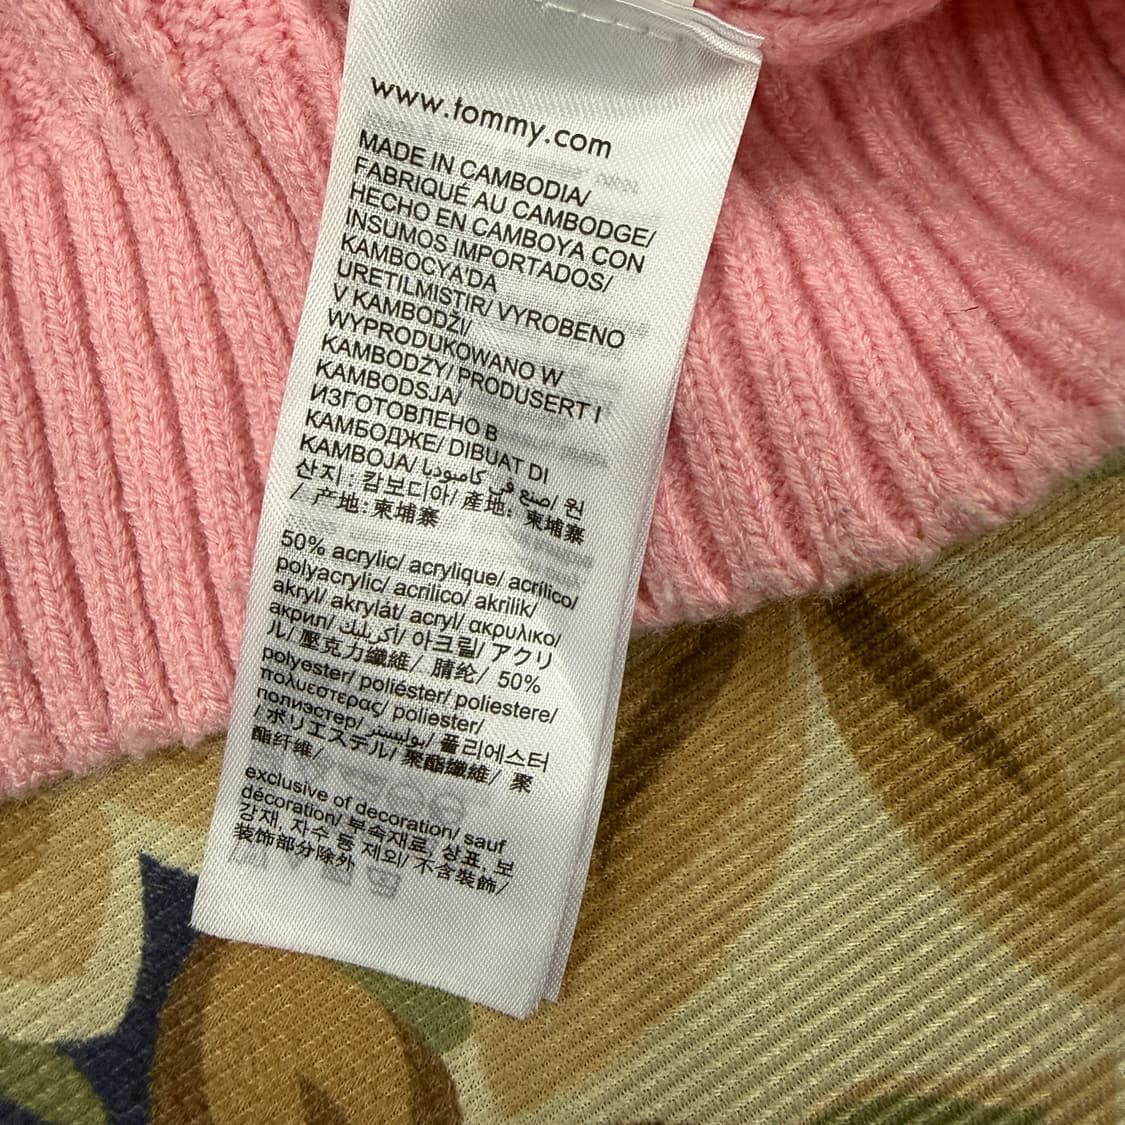 www.tommy.com
MADE IN CAMBODIA/
FABRIQUÉ AU CAMBODGE/
HECHO EN CAMBOYA CON
INSUMOS IMPORTADOS/
KAMBOCYA'DA
URETILMISTIR/ VYROBENO
V KAMBODŽI/
WYPRODUKOWANO W
KAMBODŻY/ PRODUSERT I
KAMBODSJA/
ИЗГОТОВЛЕНО В
КАМБОДЖЕ/ DIBUAT DI
KAMBOJA/ صنع في كامبوديا/ 원
산지 : 캄보디아/ 產地: 柬埔寨
/ 产地:柬埔寨
50% acrylic/ acrylique/ acrílico/
polyacrylic/ acrilico/ akrilik/
akryl/ akrylát/ acryl/ ακρυλικο/
акрил/ اكريليك/ 아크릴/ アクリ
ル/ 壓克力纖維/ 腈纶/ 50%
polyester/ poliéster/ poliestere/
πολυεστερας/ poliester/
полиэстер/ بوليستر/ 폴리에스터
/ ポリエステル/ 聚酯纖維/ 聚
酯纤维/
exclusive of decoration/ sauf
décoration/ 부속재료, 상표, 보
강재, 자수 등 제외/ 不含裝飾/
装饰部分除外